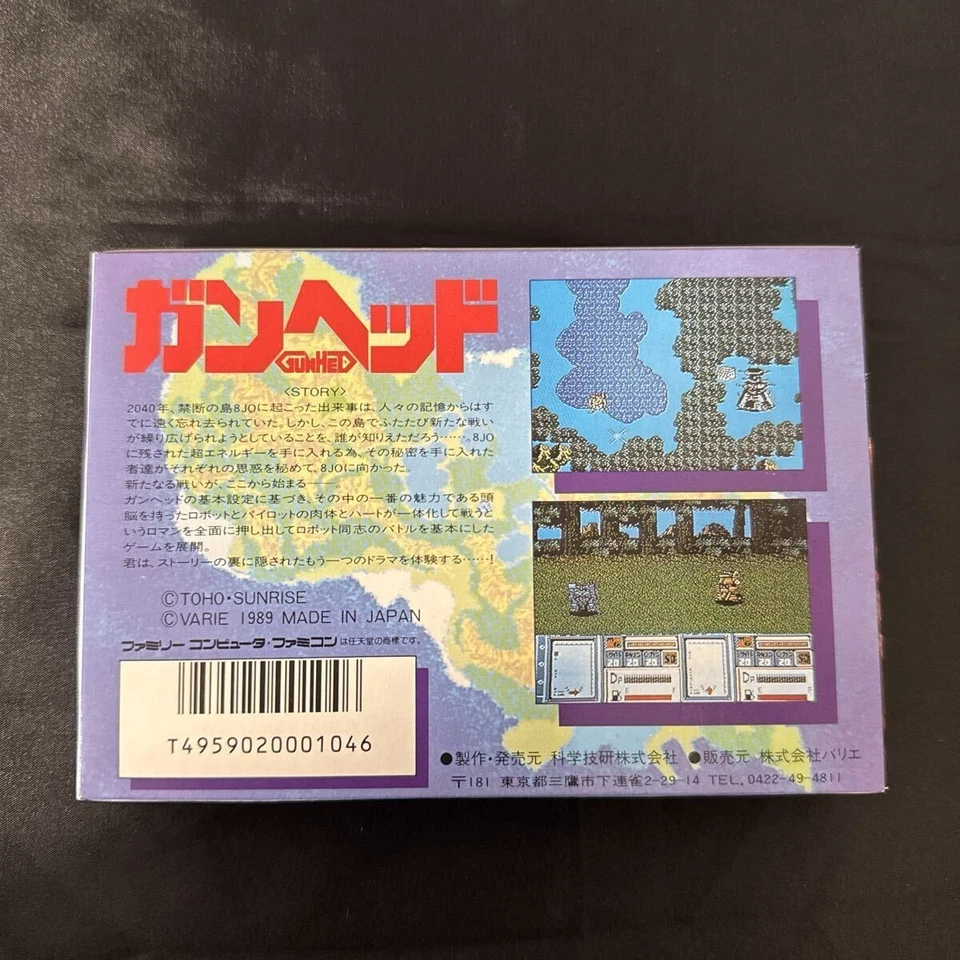 ガンヘッド
GUNHED
〈STORY〉
2040年、禁断の島8JOに起こった出来事は、人々の記憶からはす
でに遠く忘れ去られていた。しかし、この島でふたたび新たな戦い
が繰り広げられようとしていることを、誰が知りえただろう……。8JO
に残された超エネルギーを手に入れる為、その秘密を手に入れた
者達がそれぞれの思惑を秘めて、8JOに向かった。
新たなる戦いが、ここから始まる——。
ガンヘッドの基本設定に基づき、その中の一番の魅力である頭
脳を持ったロボットとパイロットの肉体とハートが一体化して戦うと
いうロマンを全面に押し出してロボット同志のバトルを基本にした
ゲームを展開。
君は、ストーリーの裏に隠されたもう一つのドラマを体験する……!
©TOHO・SUNRISE
©VARIE 1989 MADE IN JAPAN
ファミリー コンピュータ・ファミコンは任天堂の商標です。
T4959020001046
20 20 20
Dp
E F
20 20 20
Dp
E F
●製作・発売元 科学技研株式会社 ●販売元 株式会社バリエ
〒181 東京都三鷹市下連雀2-29-14 TEL.0422-49-4811